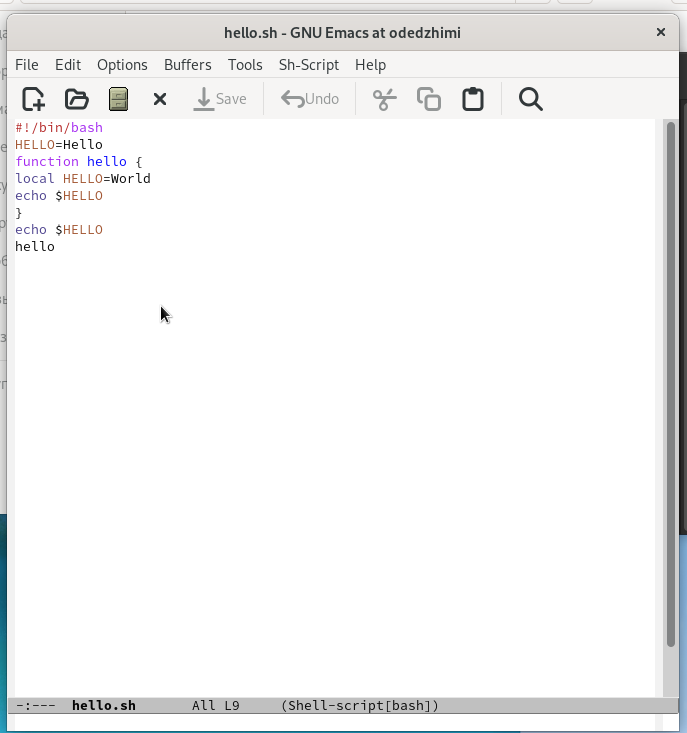 hello.sh - GNU Emacs at odedzhimi
File Edit Options Buffers Tools Sh-Script Help
Save Undo
#!/bin/bash
HELLO=Hello
function hello {
local HELLO=World
echo $HELLO
}
echo $HELLO
hello
-:--- hello.sh All L9 (Shell-script[bash])